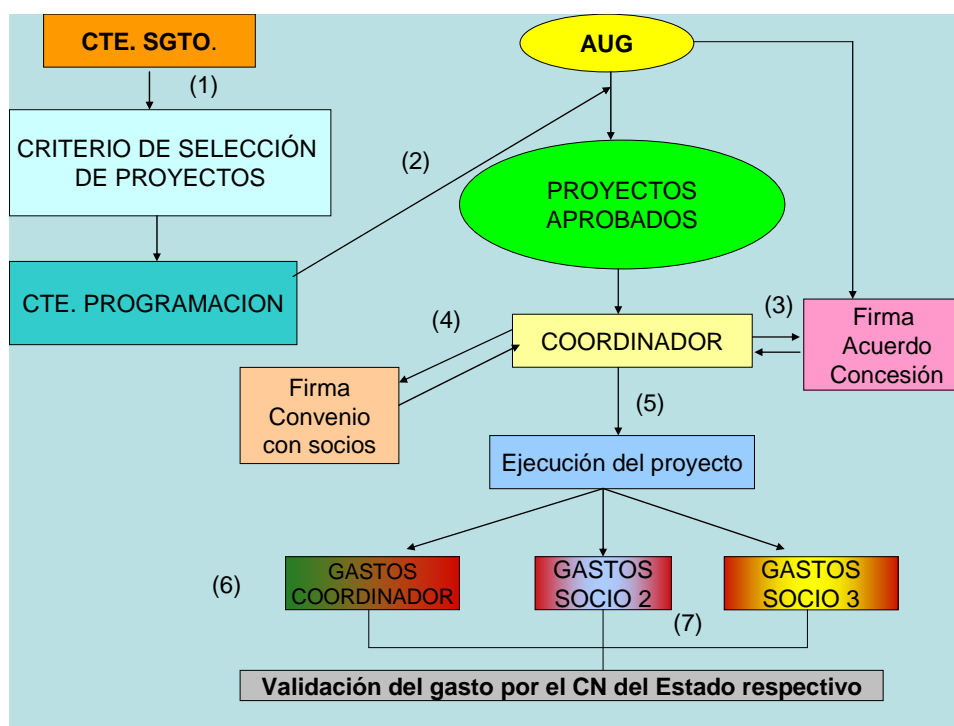 CTE. SGTO.
AUG
(1)
CRITERIO DE SELECCIÓN
DE PROYECTOS
(2)
PROYECTOS
APROBADOS
CTE. PROGRAMACION
(3)
(4)
COORDINADOR
Firma
Acuerdo
Concesión
Firma
Convenio
con socios
(5)
Ejecución del proyecto
(6)
GASTOS
COORDINADOR
GASTOS
SOCIO 2
GASTOS
SOCIO 3
(7)
Validación del gasto por el CN del Estado respectivo